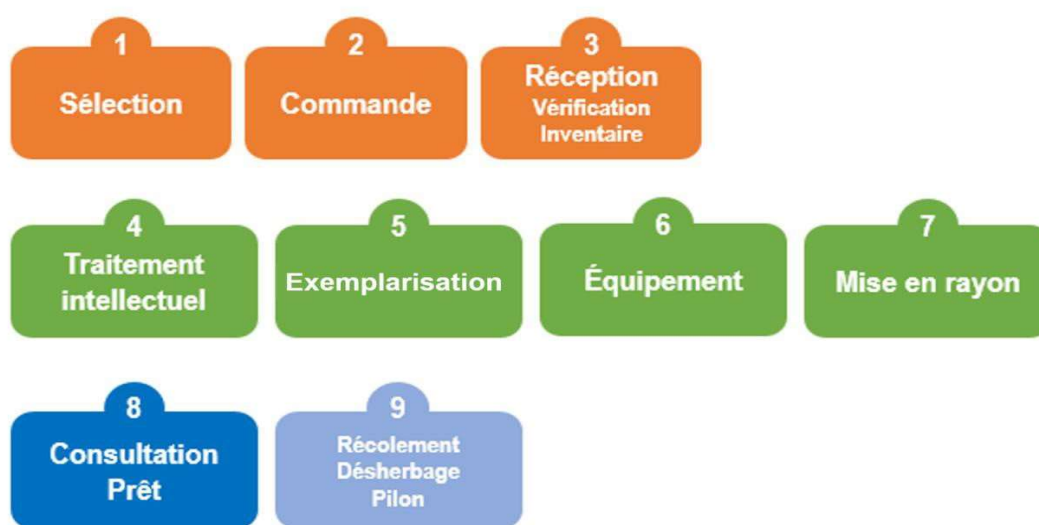 1
Sélection
2
Commande
3
Réception
Vérification
Inventaire
4
Traitement
intellectuel
5
Exemplarisation
6
Équipement
7
Mise en rayon
8
Consultation
Prêt
9
Récolement
Désherbage
Pilon